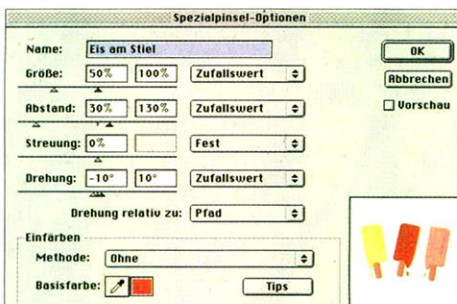 Spezialpinsel-Optionen
Name: Eis am Stiel
OK
Größe: 50% 100% Zufallswert
Abbrechen
Abstand: 30% 130% Zufallswert
Vorschau
Streuung: 0% Fest
Drehung: -10° 10° Zufallswert
Drehung relativ zu: Pfad
Einfärben
Methode: Ohne
Basisfarbe: Tips